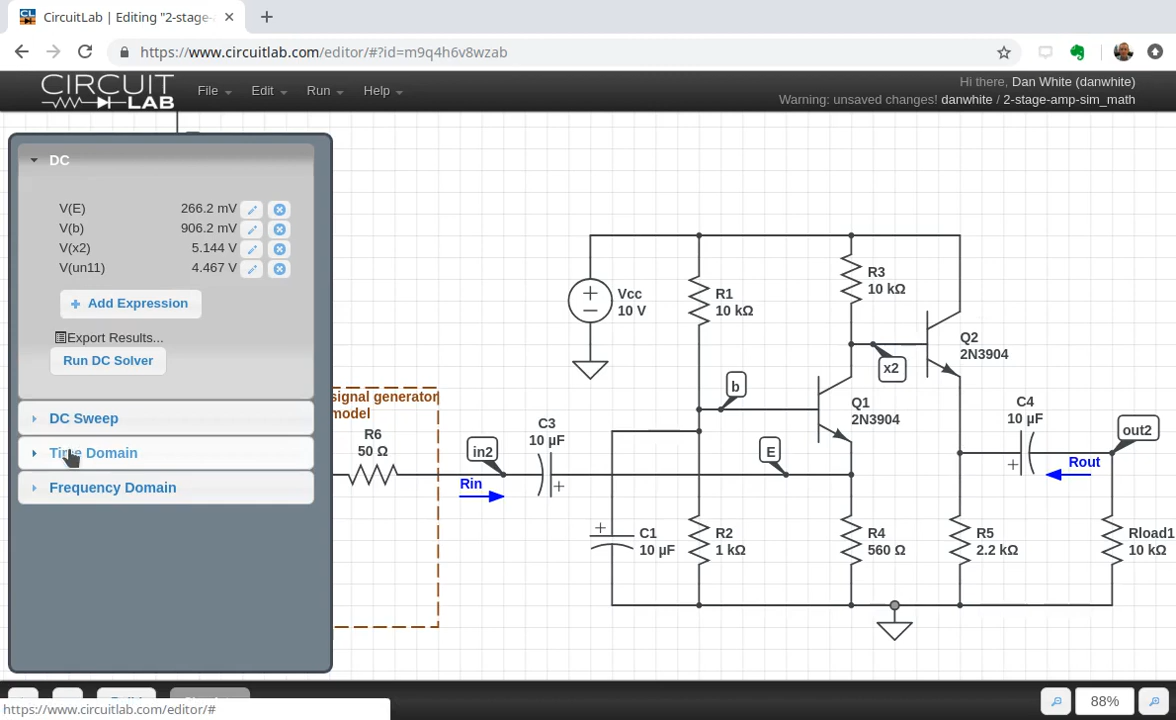 CircuitLab | Editing "2-stage-
https://www.circuitlab.com/editor/#?id=m9q4h6v8wzab
CIRCUIT
LAB
File
Edit
Run
Help
Hi there, Dan White (danwhite)
Warning: unsaved changes! danwhite / 2-stage-amp-sim_math
DC
V(E) 266.2 mV
V(b) 906.2 mV
V(x2) 5.144 V
V(un11) 4.467 V
Add Expression
Export Results...
Run DC Solver
DC Sweep
Time Domain
Frequency Domain
signal generator
model
R6
50 Ω
in2
Rin
C3
10 µF
Vcc
10 V
R1
10 kΩ
R3
10 kΩ
b
x2
Q2
2N3904
Q1
2N3904
E
C4
10 µF
out2
Rout
C1
10 µF
R2
1 kΩ
R4
560 Ω
R5
2.2 kΩ
Rload1
10 kΩ
https://www.circuitlab.com/editor/#
88%